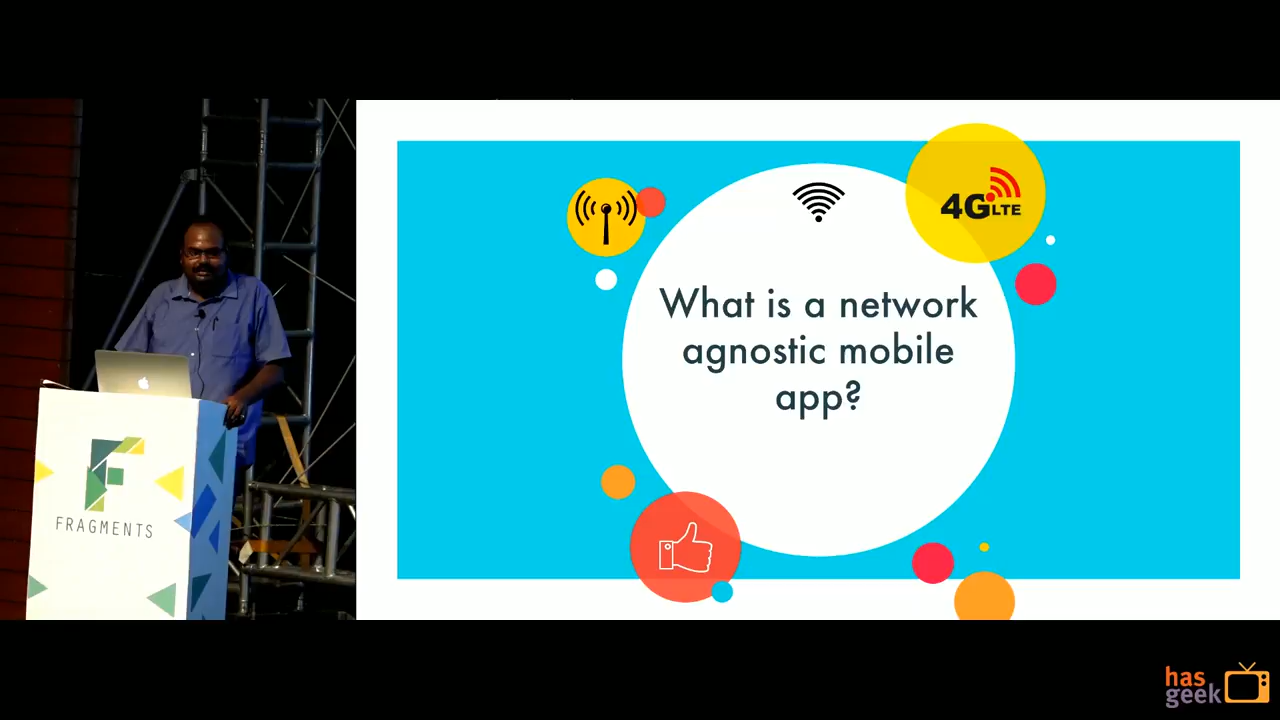 4G LTE
What is a network
agnostic mobile
app?
FRAGMENTS
has
geek